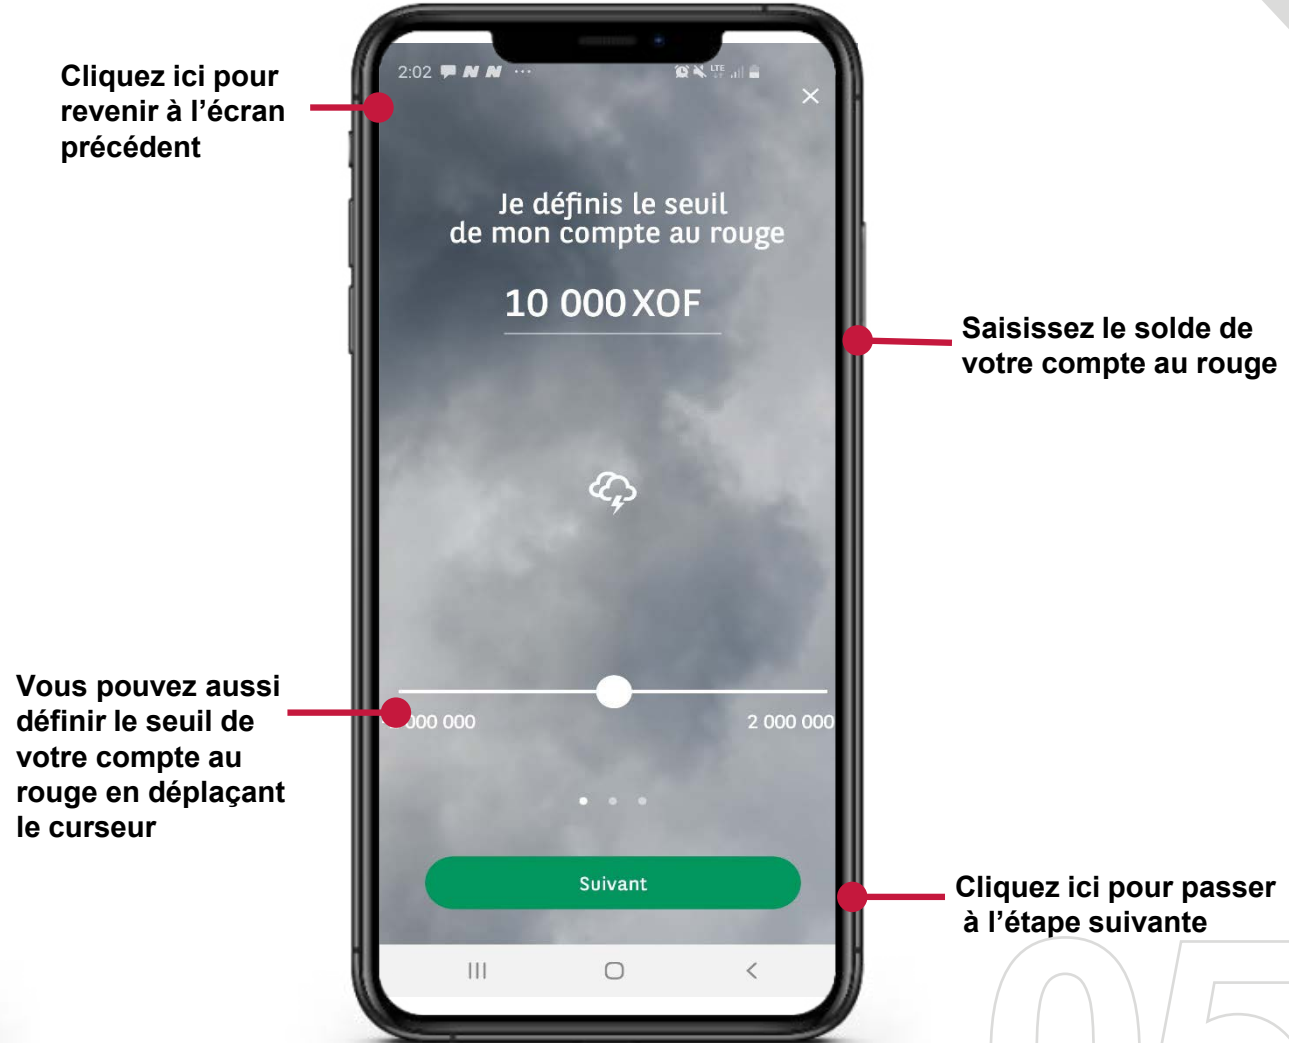 Cliquez ici pour
revenir à l’écran
précédent
2:02
LTE
Je définis le seuil
de mon compte au rouge
10 000 XOF
Saisissez le solde de
votre compte au rouge
Vous pouvez aussi
définir le seuil de
votre compte au
rouge en déplaçant
le curseur
000 000
2 000 000
Suivant
Cliquez ici pour passer
à l’étape suivante
05